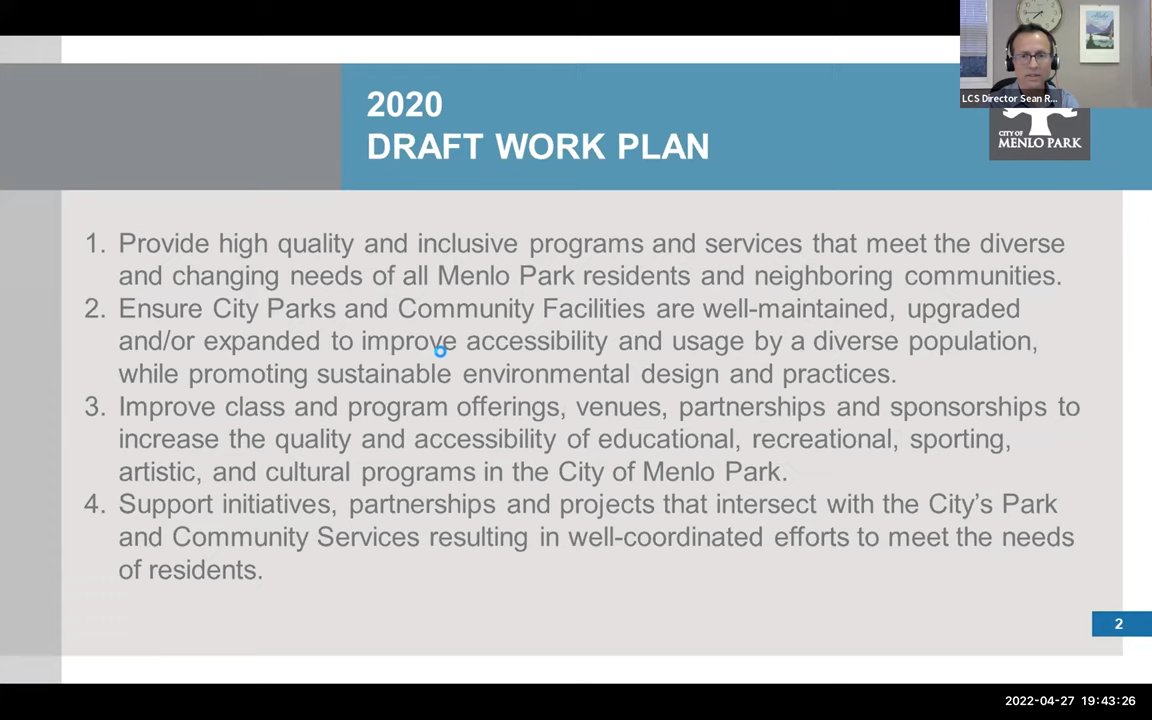 2020
DRAFT WORK PLAN
LCS Director Sean R...
CITY OF
MENLO PARK
1. Provide high quality and inclusive programs and services that meet the diverse
and changing needs of all Menlo Park residents and neighboring communities.
2. Ensure City Parks and Community Facilities are well-maintained, upgraded
and/or expanded to improve accessibility and usage by a diverse population,
while promoting sustainable environmental design and practices.
3. Improve class and program offerings, venues, partnerships and sponsorships to
increase the quality and accessibility of educational, recreational, sporting,
artistic, and cultural programs in the City of Menlo Park.
4. Support initiatives, partnerships and projects that intersect with the City’s Park
and Community Services resulting in well-coordinated efforts to meet the needs
of residents.
2
2022-04-27 19:43:26